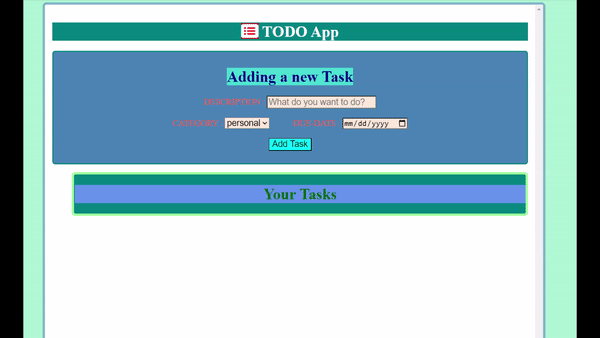 TODO App
Adding a new Task
DESCRIPTION What do you want to do?
CATEGORY personal DUE DATE mm/dd/yyyy
Add Task
Your Tasks